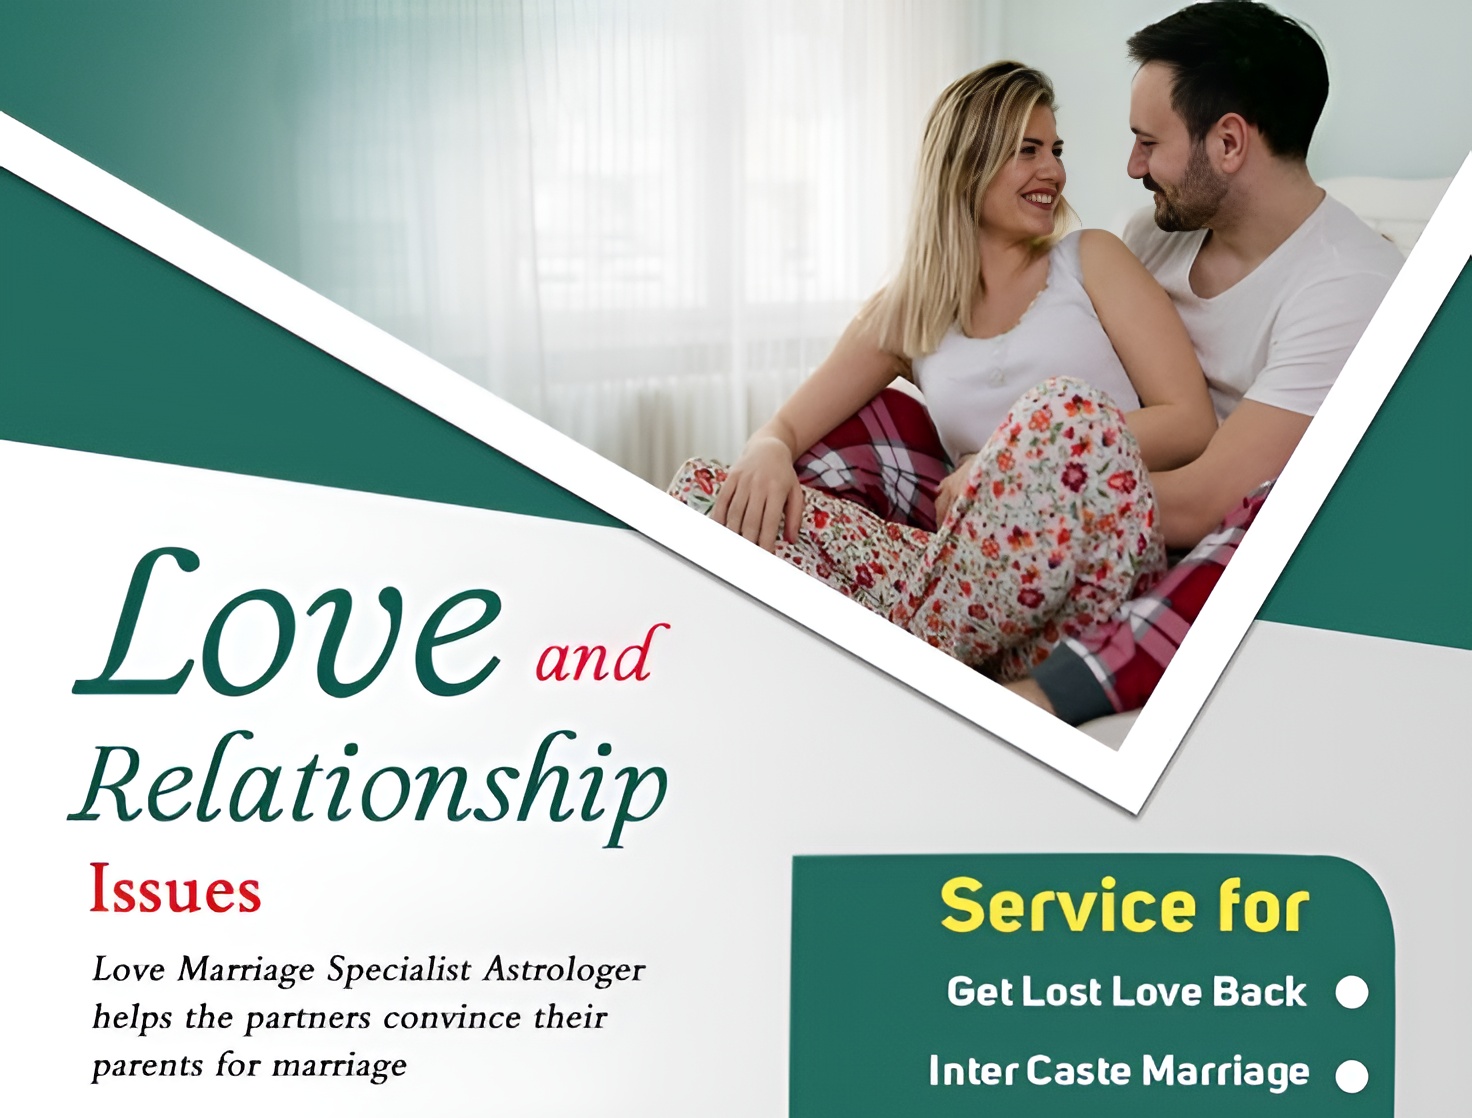 Love and
Relationship
Issues
Love Marriage Specialist Astrologer
helps the partners convince their
parents for marriage
Service for
Get Lost Love Back
Inter Caste Marriage